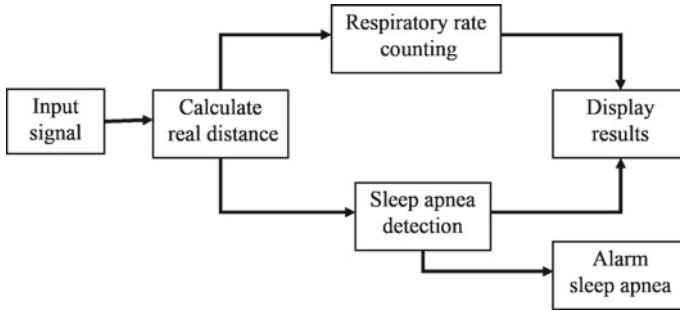 Respiratory rate
counting
Input
signal
Calculate
real distance
Display
results
Sleep apnea
detection
Alarm
sleep apnea